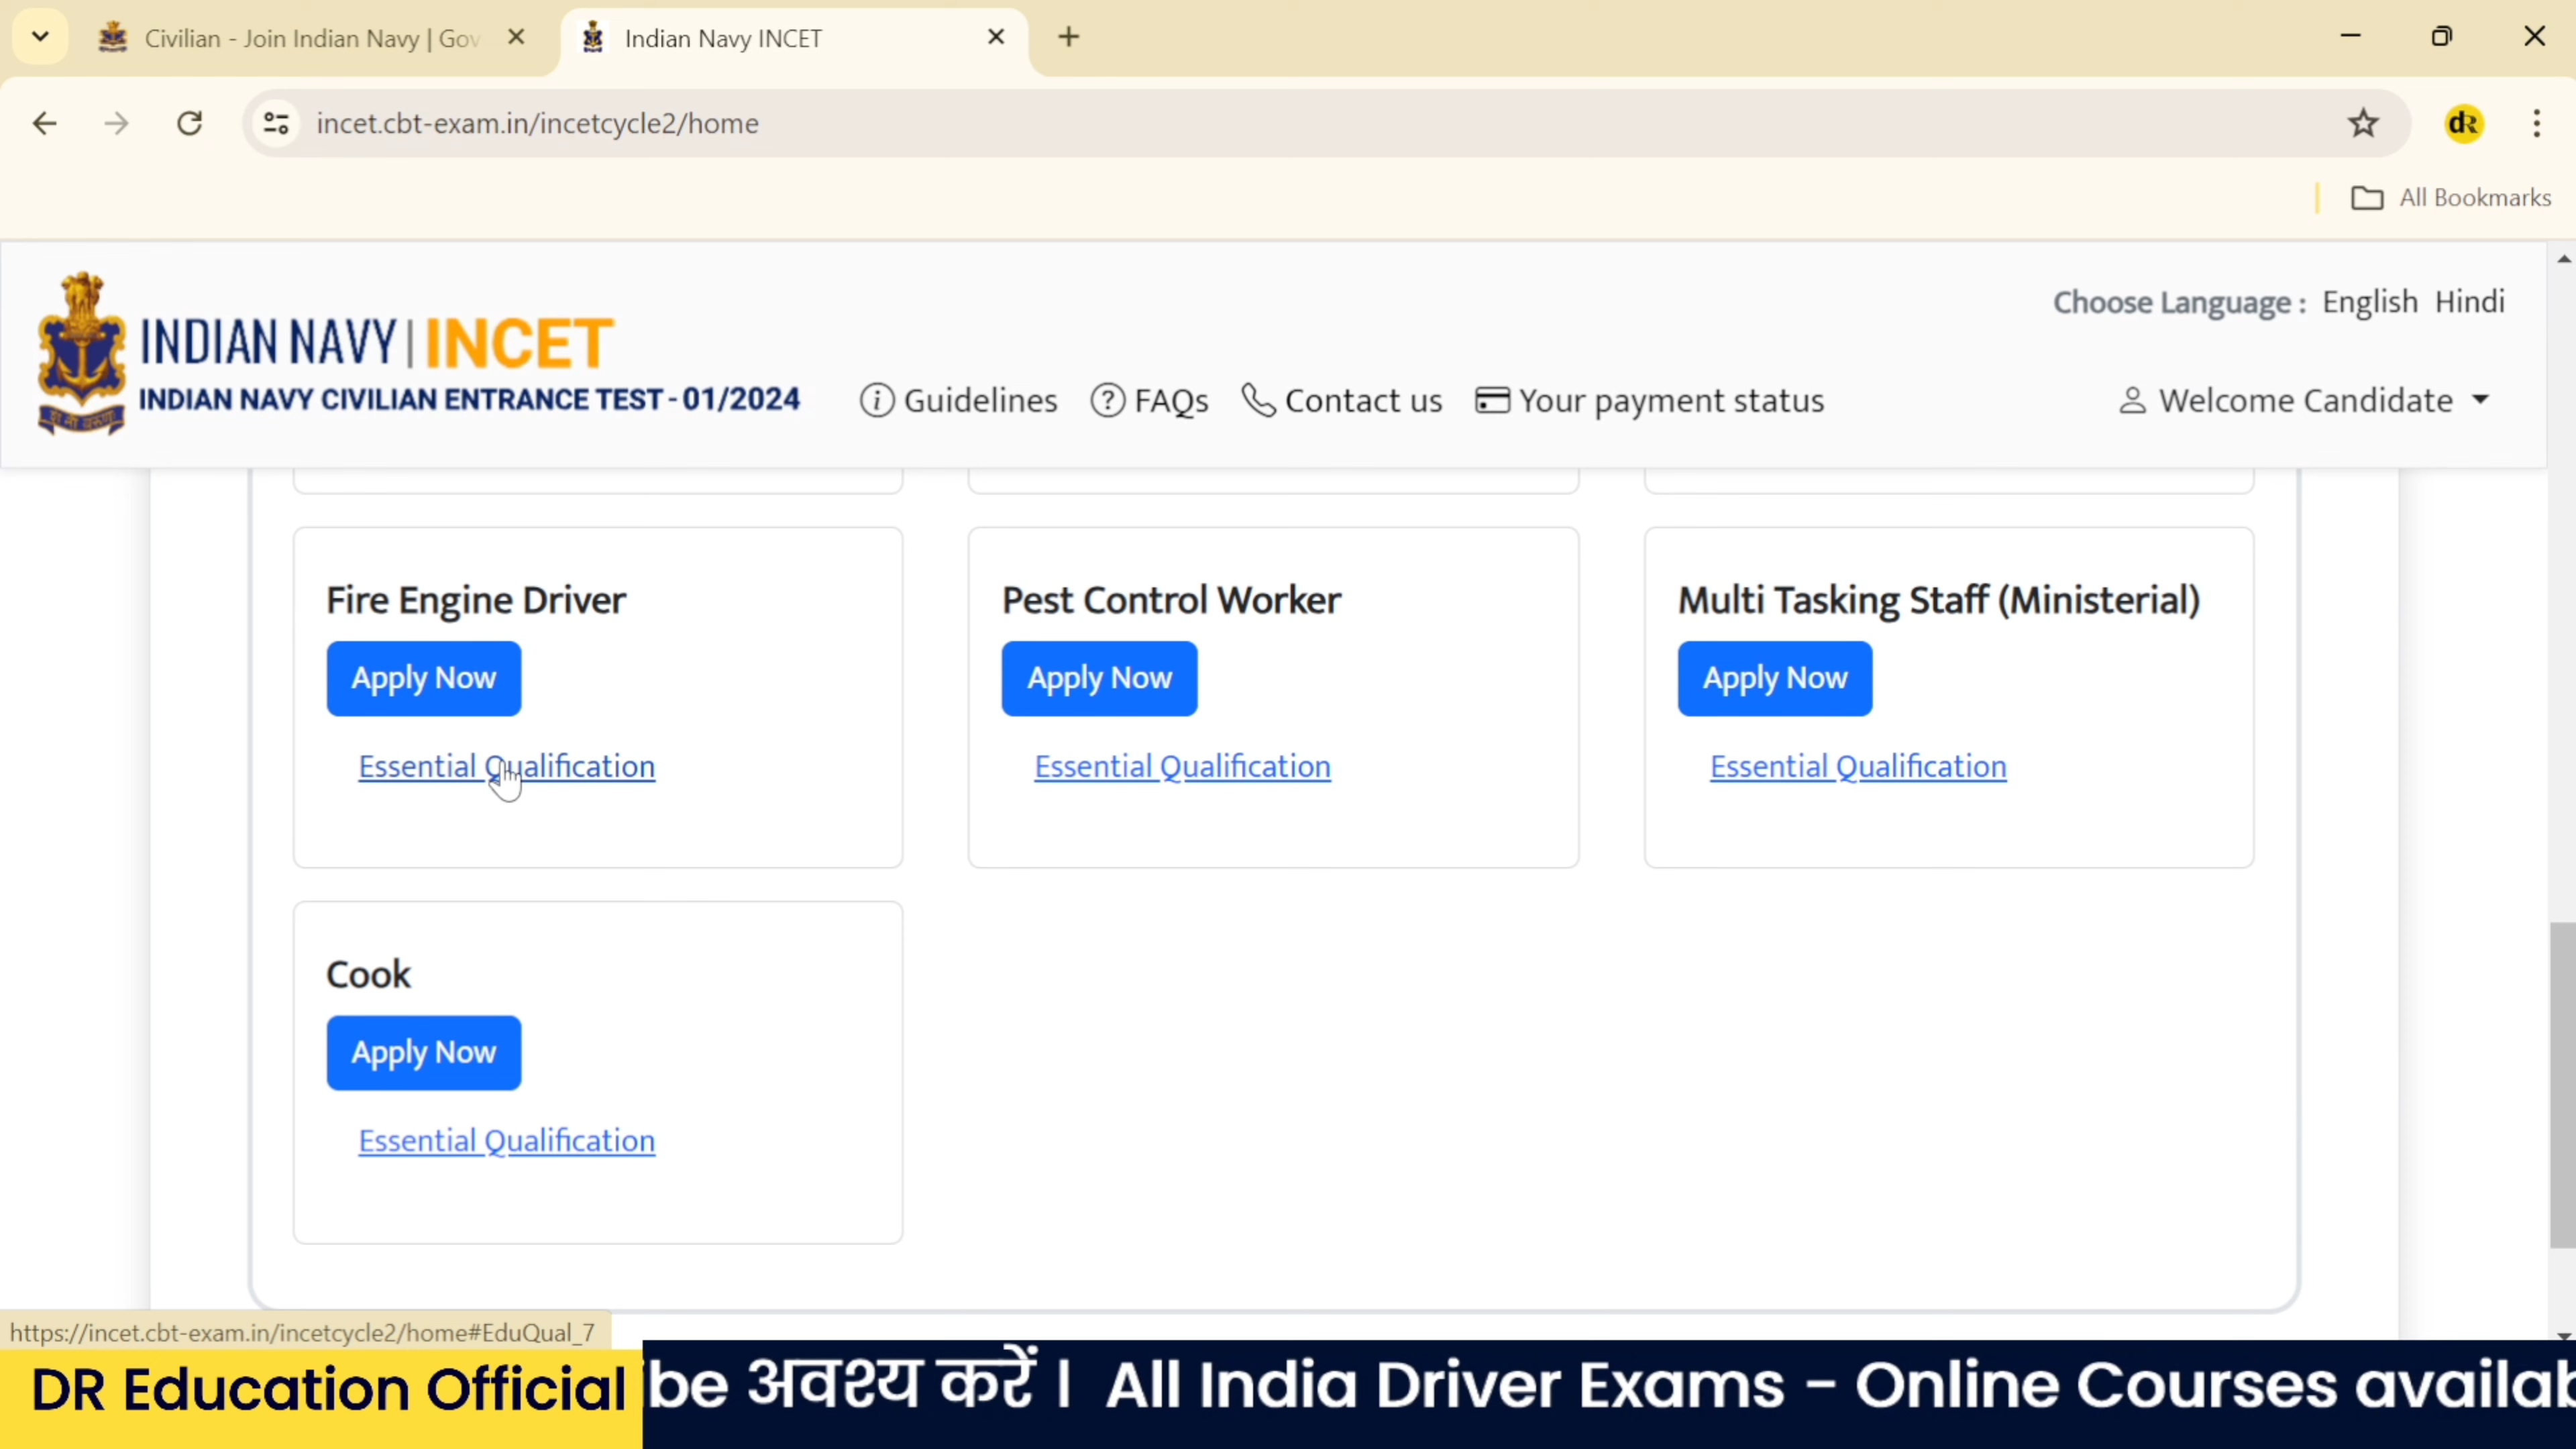 Civilian - Join Indian Navy | Gov
Indian Navy INCET
incet.cbt-exam.in/incetcycle2/home
dR
All Bookmarks
Choose Language : English Hindi
INDIAN NAVY | INCET
INDIAN NAVY CIVILIAN ENTRANCE TEST - 01/2024
Guidelines
FAQs
Contact us
Your payment status
Welcome Candidate
Fire Engine Driver
Apply Now
Essential Qualification
Pest Control Worker
Apply Now
Essential Qualification
Multi Tasking Staff (Ministerial)
Apply Now
Essential Qualification
Cook
Apply Now
Essential Qualification
https://incet.cbt-exam.in/incetcycle2/home#EduQual_7
DR Education Official
be अवश्य करें । All India Driver Exams - Online Courses availab